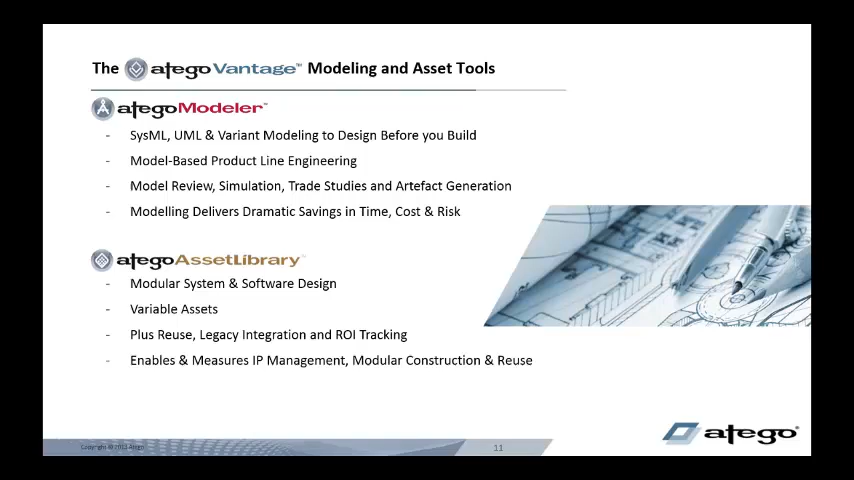 The ategoVantage™ Modeling and Asset Tools
ategoModeler™
- SysML, UML & Variant Modeling to Design Before you Build
- Model-Based Product Line Engineering
- Model Review, Simulation, Trade Studies and Artefact Generation
- Modelling Delivers Dramatic Savings in Time, Cost & Risk
ategoAssetLibrary™
- Modular System & Software Design
- Variable Assets
- Plus Reuse, Legacy Integration and ROI Tracking
- Enables & Measures IP Management, Modular Construction & Reuse
Copyright © Atego
11
atego®